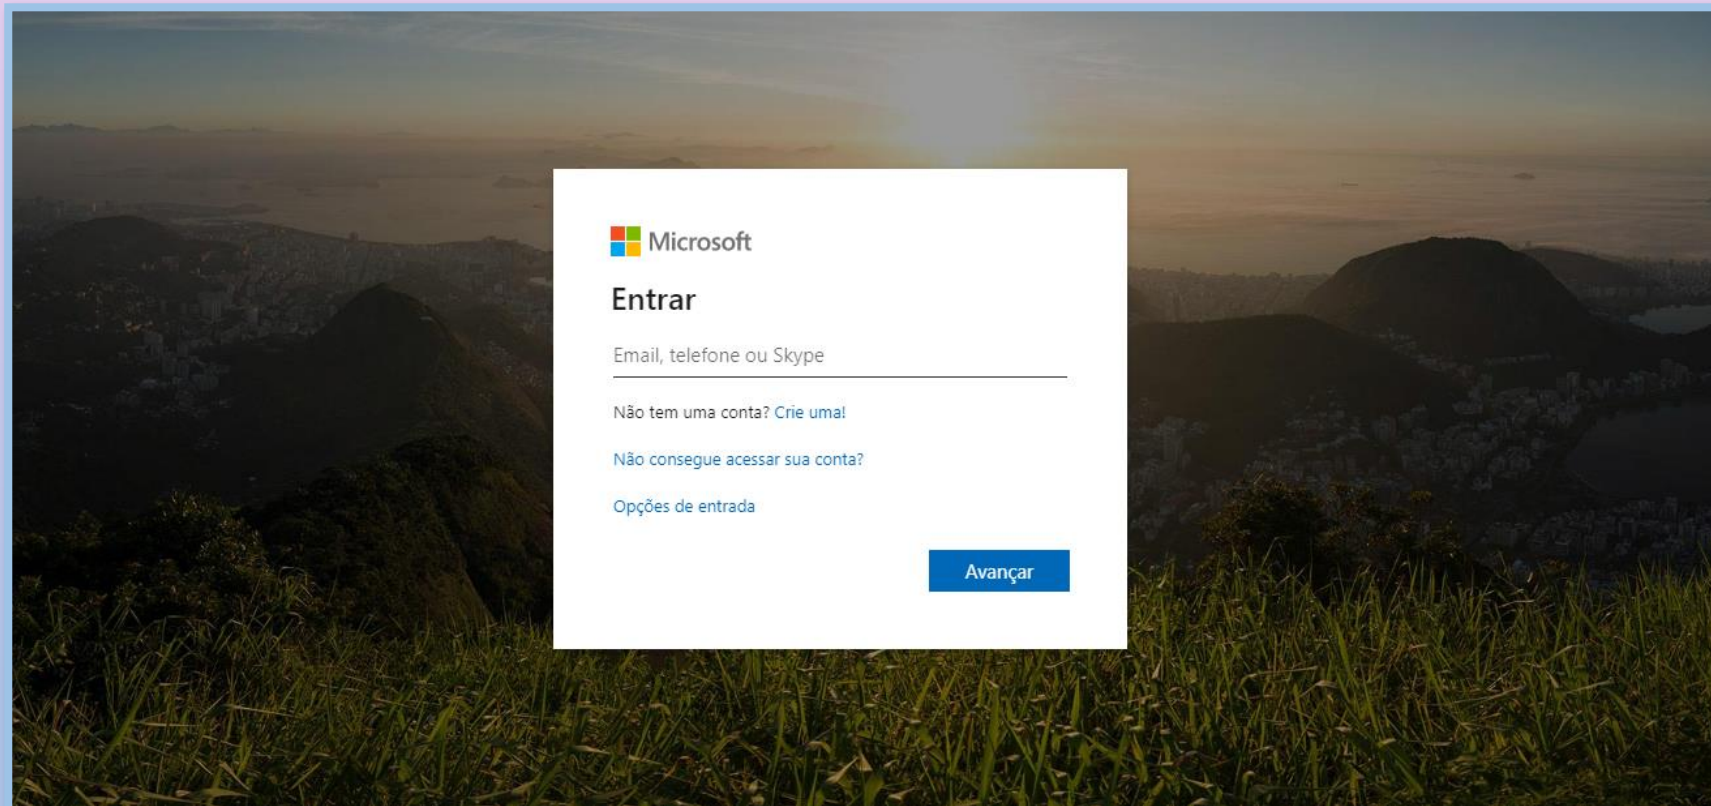 Microsoft
Entrar
Email, telefone ou Skype
Não tem uma conta? Crie uma!
Não consegue acessar sua conta?
Opções de entrada
Avançar